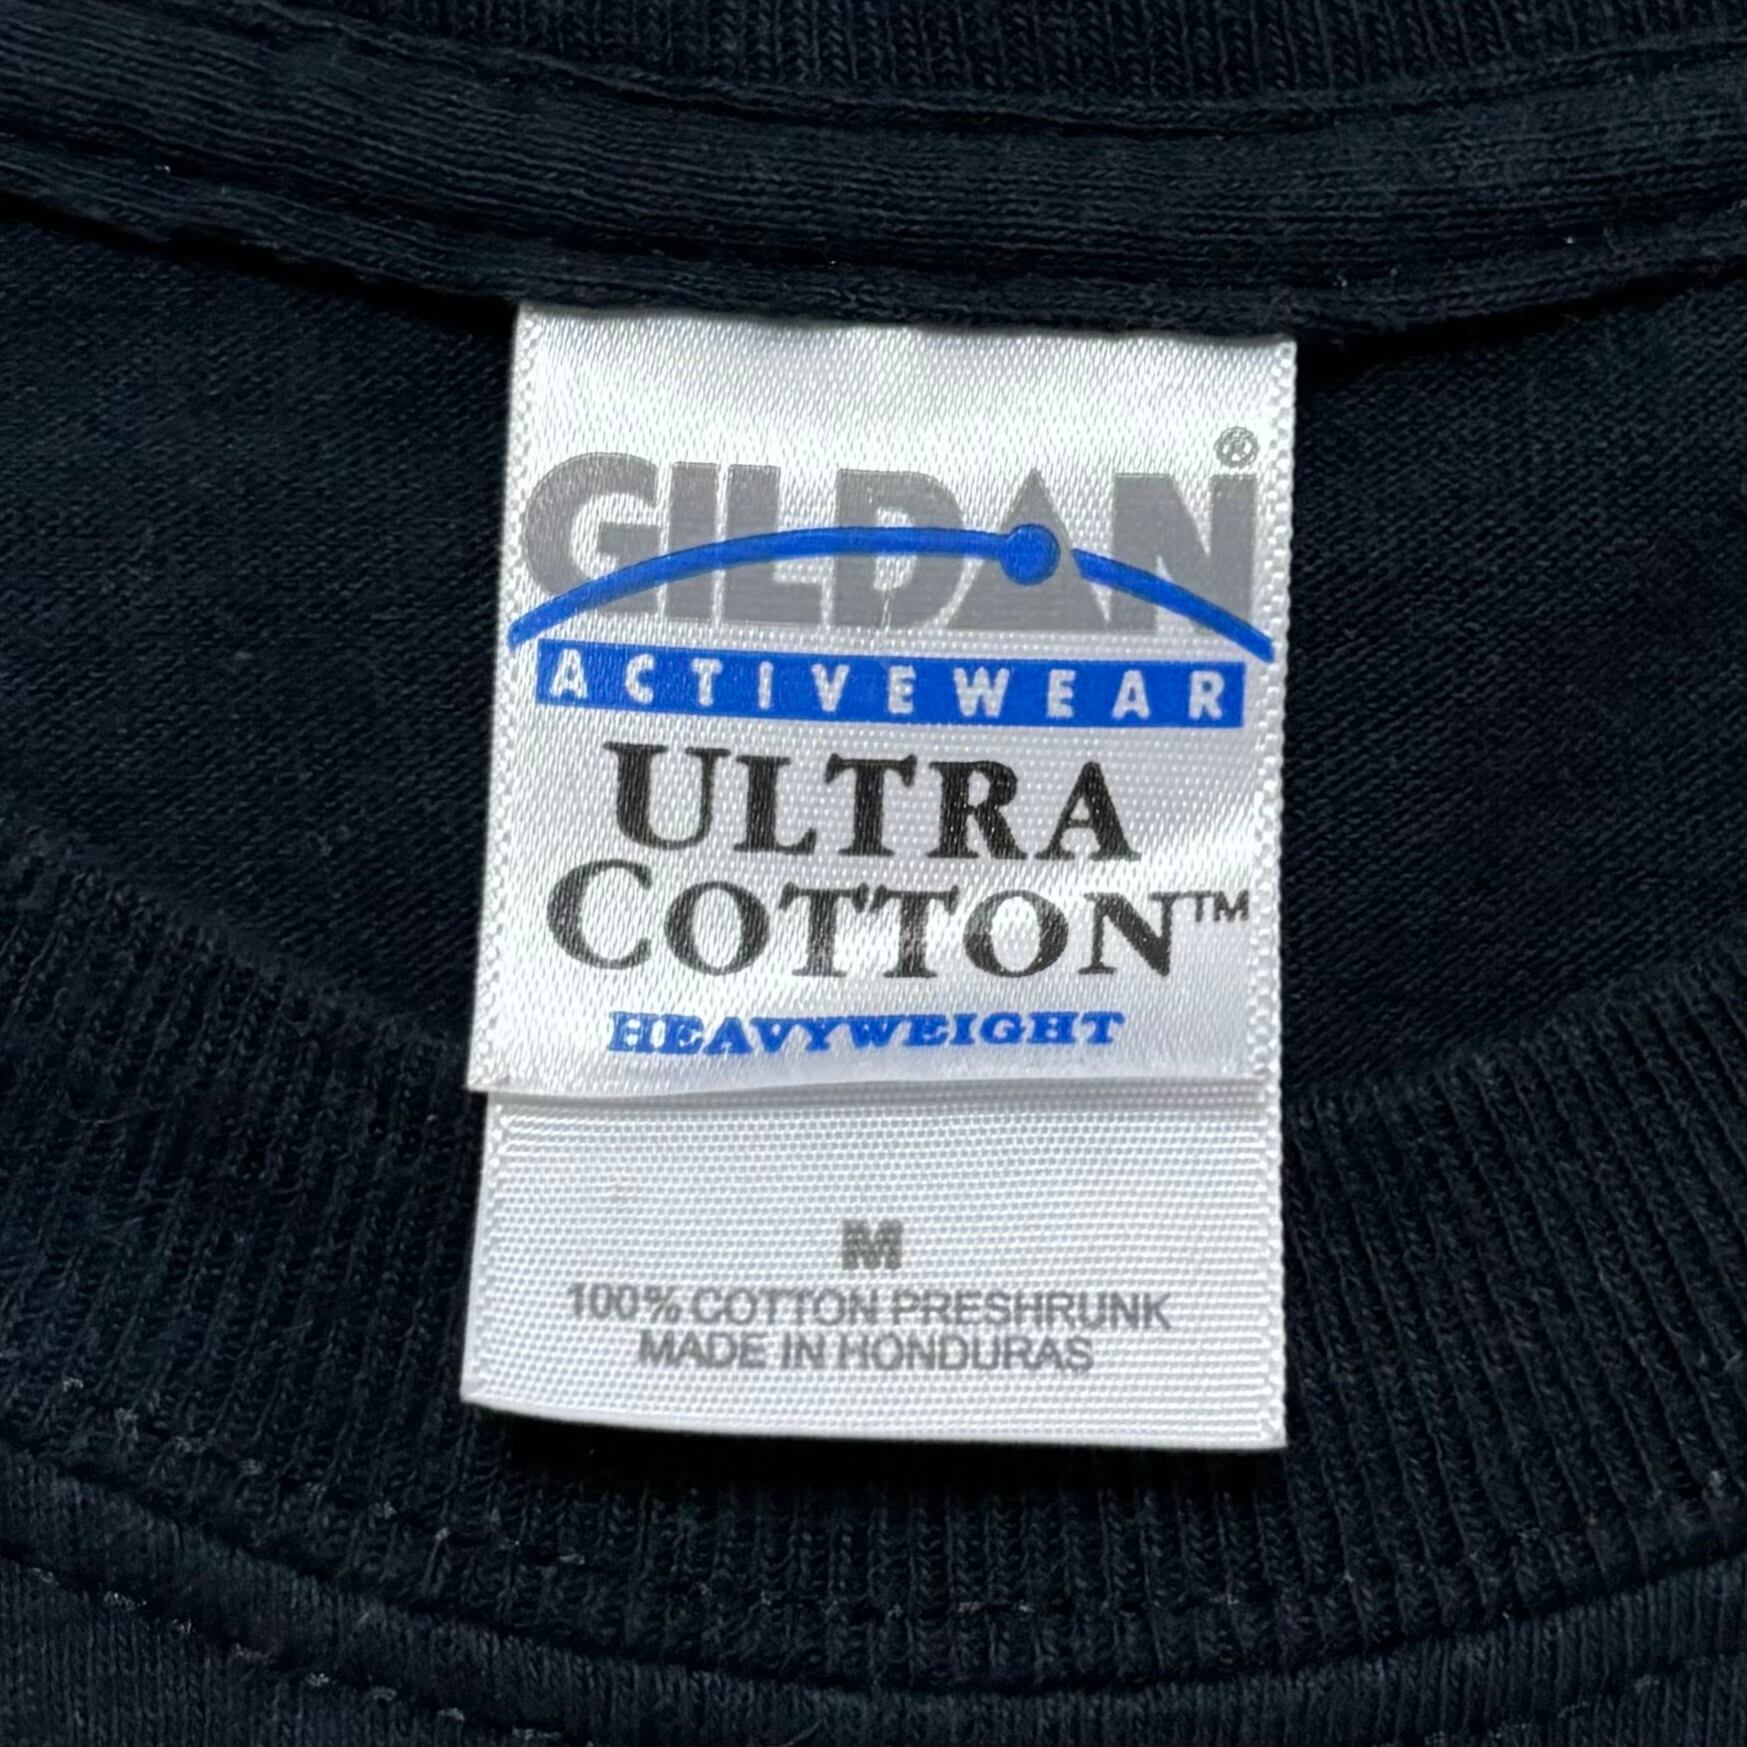 GILDAN®
ACTIVEWEAR
ULTRA
COTTON™
HEAVYWEIGHT
M
100% COTTON PRESHRUNK
MADE IN HONDURAS